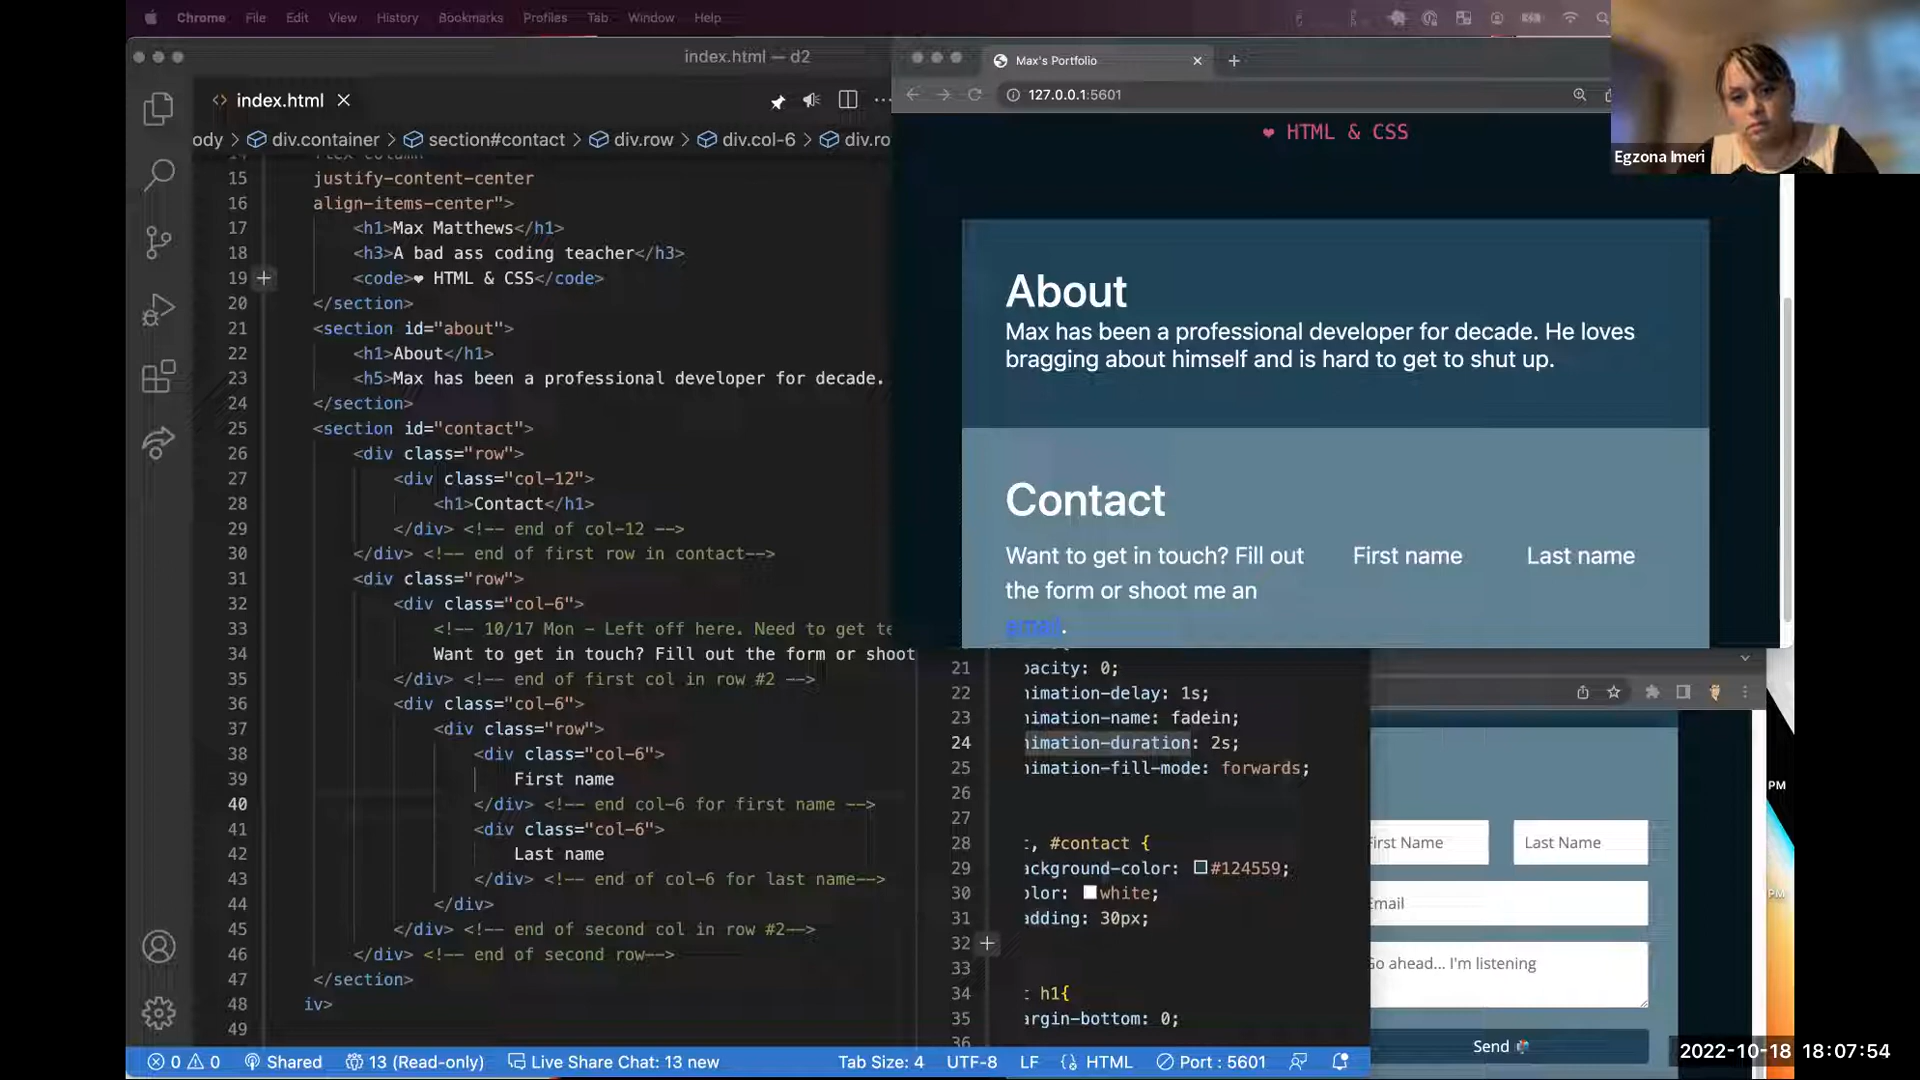 Chrome File Edit View History Bookmarks Profiles Tab Window Help
index.html — d2
index.html
ody > div.container > section#contact > div.row > div.col-6 > div.ro
15 justify-content-center
16 align-items-center">
17 <h1>Max Matthews</h1>
18 <h3>A bad ass coding teacher</h3>
19 <code>❤ HTML & CSS</code>
20 </section>
21 <section id="about">
22 <h1>About</h1>
23 <h5>Max has been a professional developer for decade.
24 </section>
25 <section id="contact">
26 <div class="row">
27 <div class="col-12">
28 <h1>Contact</h1>
29 </div> <!-- end of col-12 -->
30 </div> <!-- end of first row in contact-->
31 <div class="row">
32 <div class="col-6">
33 <!-- 10/17 Mon - Left off here. Need to get te
34 Want to get in touch? Fill out the form or shoot
35 </div> <!-- end of first col in row #2 -->
36 <div class="col-6">
37 <div class="row">
38 <div class="col-6">
39 First name
40 </div> <!-- end col-6 for first name -->
41 <div class="col-6">
42 Last name
43 </div> <!-- end of col-6 for last name-->
44 </div>
45 </div> <!-- end of second col in row #2-->
46 </div> <!-- end of second row-->
47 </section>
48 iv>
49
Max's Portfolio
127.0.0.1:5601
❤ HTML & CSS
About
Max has been a professional developer for decade. He loves
bragging about himself and is hard to get to shut up.
Contact
Want to get in touch? Fill out
the form or shoot me an
email.
First name
Last name
Egzona Imeri
21 pacity: 0;
22 nimation-delay: 1s;
23 nimation-name: fadein;
24 nimation-duration: 2s;
25 nimation-fill-mode: forwards;
26
27
28 t, #contact {
29 ackground-color: #124559;
30 olor: white;
31 adding: 30px;
32
33
34 t h1{
35 argin-bottom: 0;
36
First Name
Last Name
Email
Go ahead... I'm listening
Send
PM
PM
0 0 Shared 13 (Read-only) Live Share Chat: 13 new Tab Size: 4 UTF-8 LF {} HTML Port : 5601
2022-10-18 18:07:54